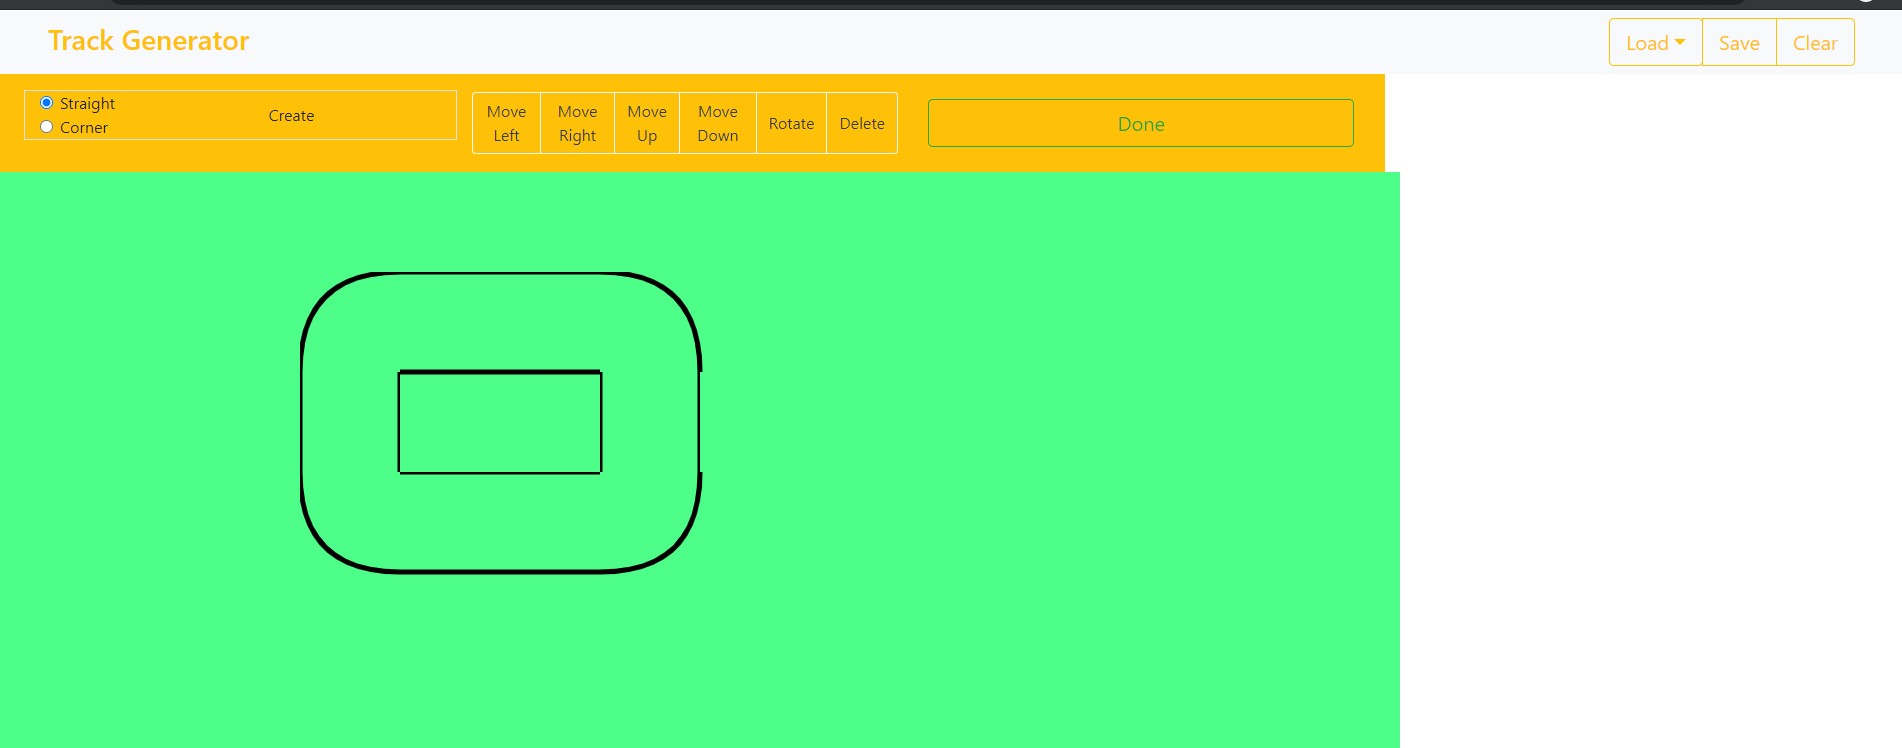 Track Generator
Load
Save
Clear
Straight
Corner
Create
Move
Left
Move
Right
Move
Up
Move
Down
Rotate
Delete
Done